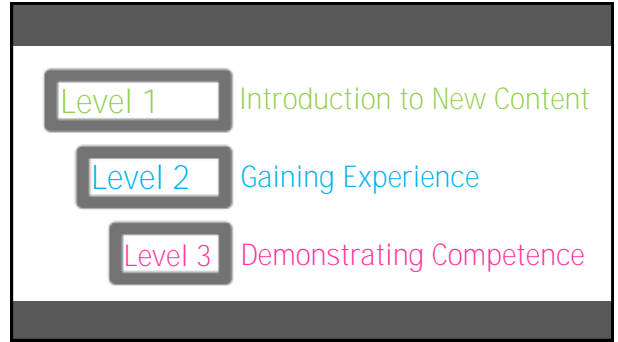 Level 1 Introduction to New Content
Level 2 Gaining Experience
Level 3 Demonstrating Competence